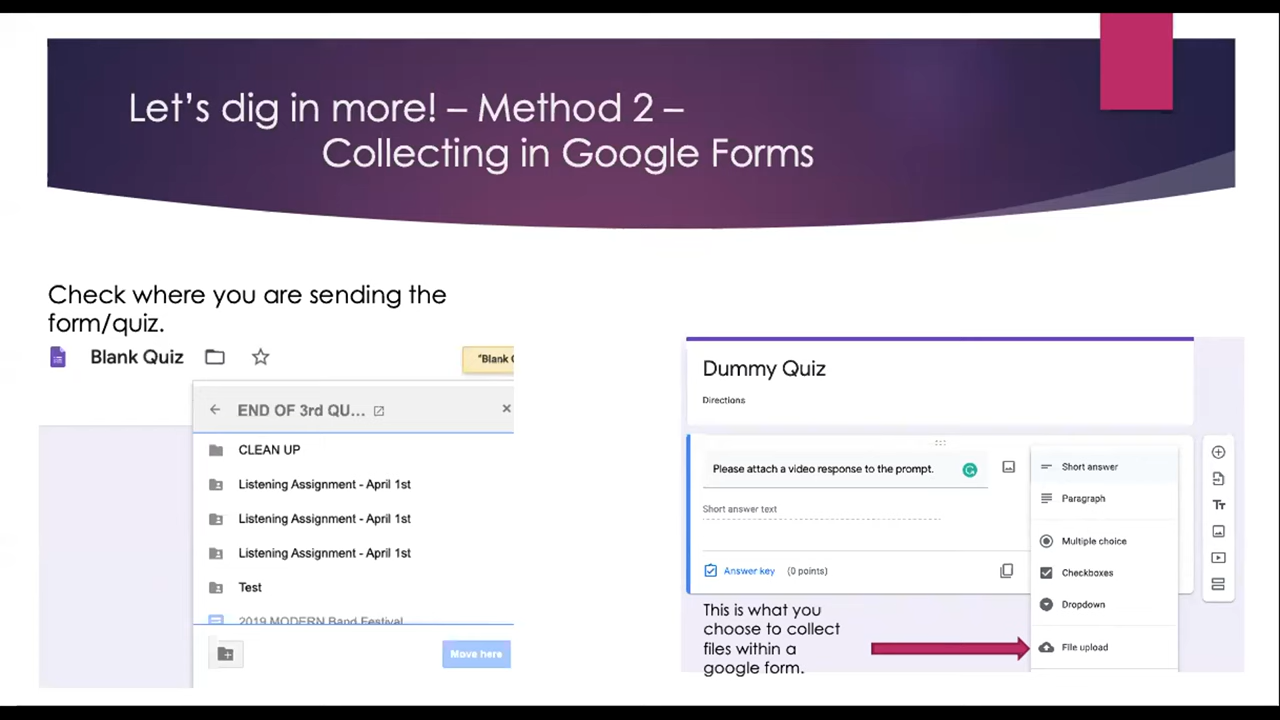 Let's dig in more! – Method 2 –
Collecting in Google Forms
Check where you are sending the
form/quiz.
Blank Quiz
"Blank
END OF 3rd QU...
CLEAN UP
Listening Assignment - April 1st
Listening Assignment - April 1st
Listening Assignment - April 1st
Test
2019 MODERN Band Festival
Move here
Dummy Quiz
Directions
Please attach a video response to the prompt.
Short answer text
Answer key (0 points)
Short answer
Paragraph
Multiple choice
Checkboxes
Dropdown
File upload
Tт
This is what you
choose to collect
files within a
google form.